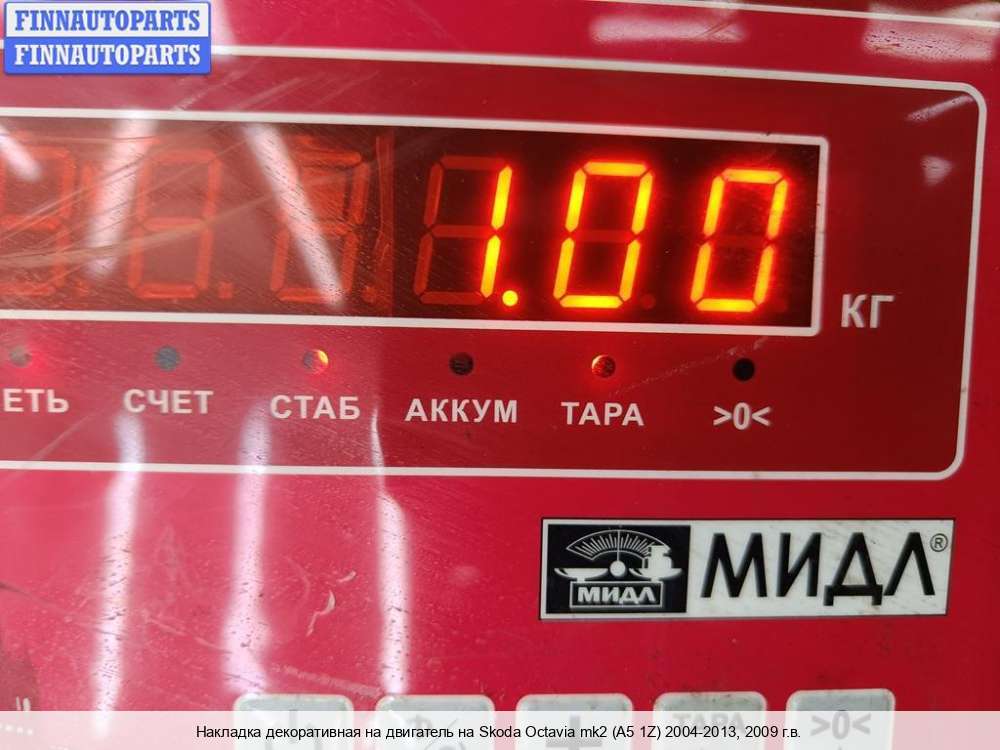 FINNAUTOPARTS
FINNAUTOPARTS
1.00
КГ
ЕТЬ СЧЕТ СТАБ АККУМ ТАРА >0<
МИДЛ
МИДЛ®
ТАРА >0<
Накладка декоративная на двигатель на Skoda Octavia mk2 (A5 1Z) 2004-2013, 2009 г.в.